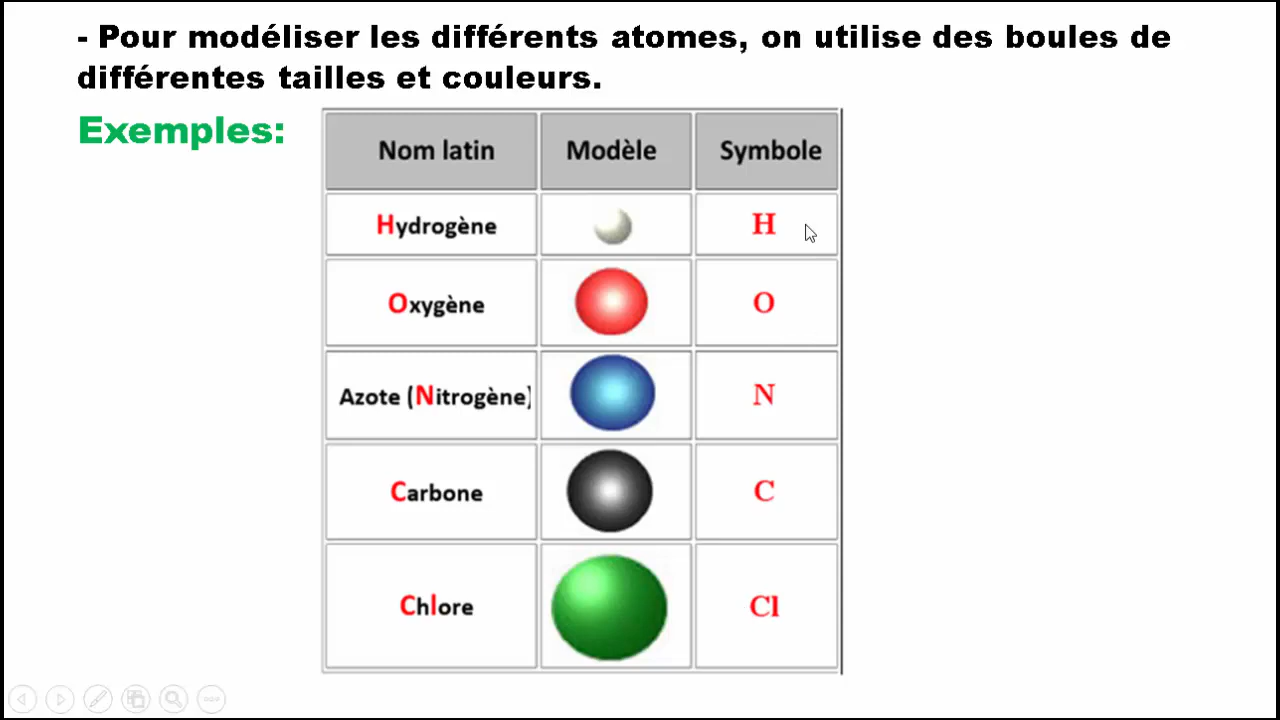 - Pour modéliser les différents atomes, on utilise des boules de
différentes tailles et couleurs.
Exemples:
Nom latin Modèle Symbole
Hydrogène H
Oxygène O
Azote (Nitrogène) N
Carbone C
Chlore Cl